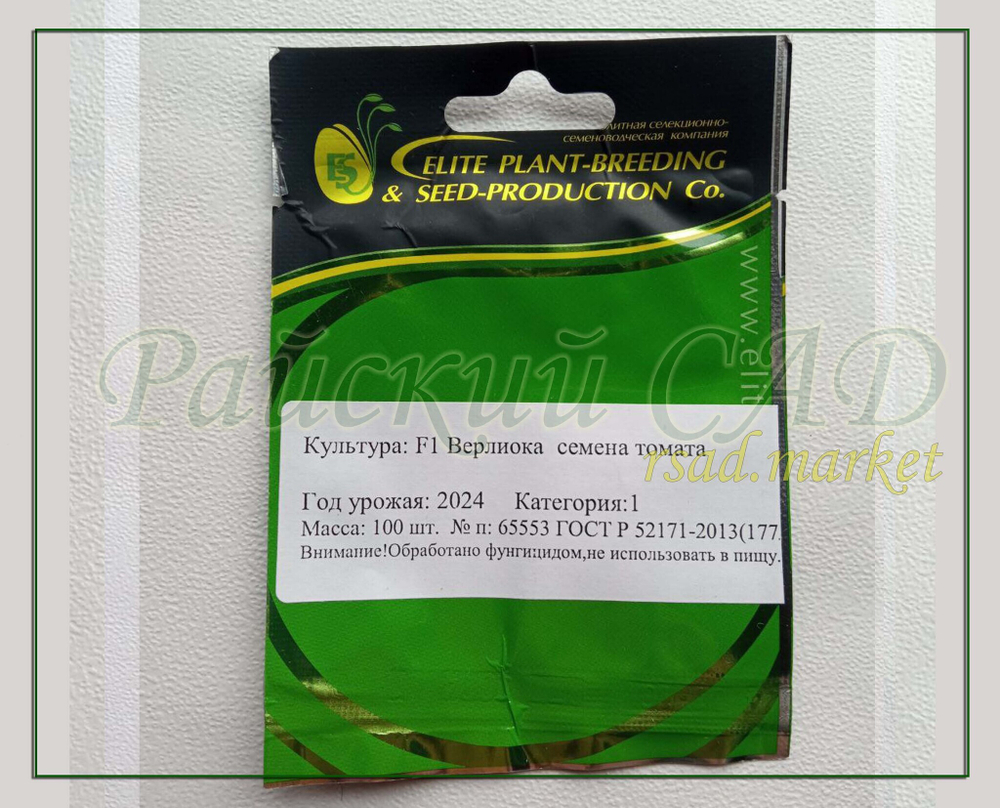 ESC
элитная селекционно-
семеноводческая компания
ELITE PLANT-BREEDING
& SEED-PRODUCTION Co.
www.elit
Райский САД
rsad.market
Культура: F1 Верлиока семена томата
Год урожая: 2024 Категория:1
Масса: 100 шт. № п: 65553 ГОСТ Р 52171-2013(177
Внимание!Обработано фунгицидом,не использовать в пищу.